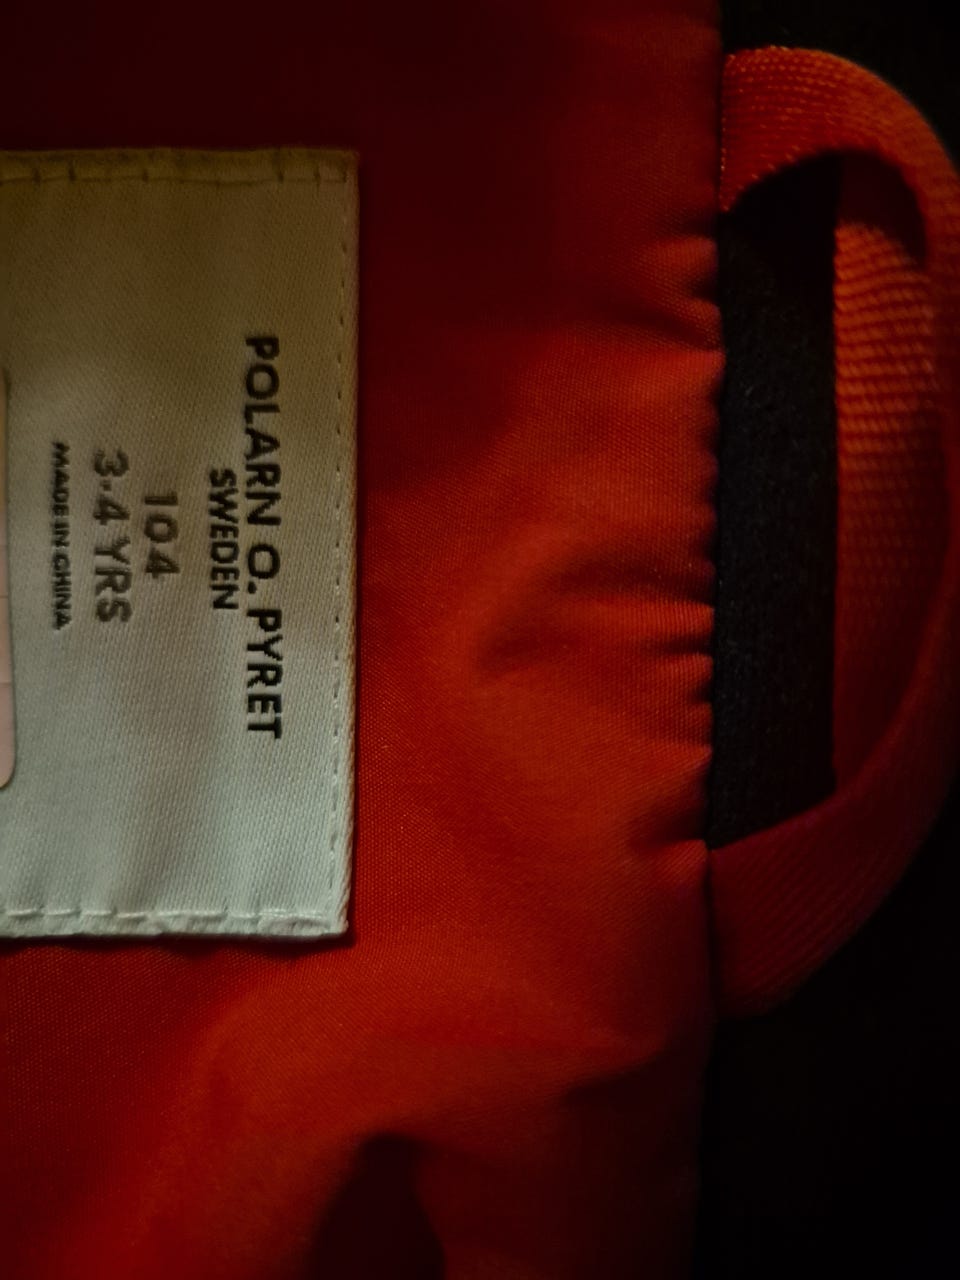 POLARN O. PYRET
SWEDEN
104
3-4 YRS
MADE IN CHINA